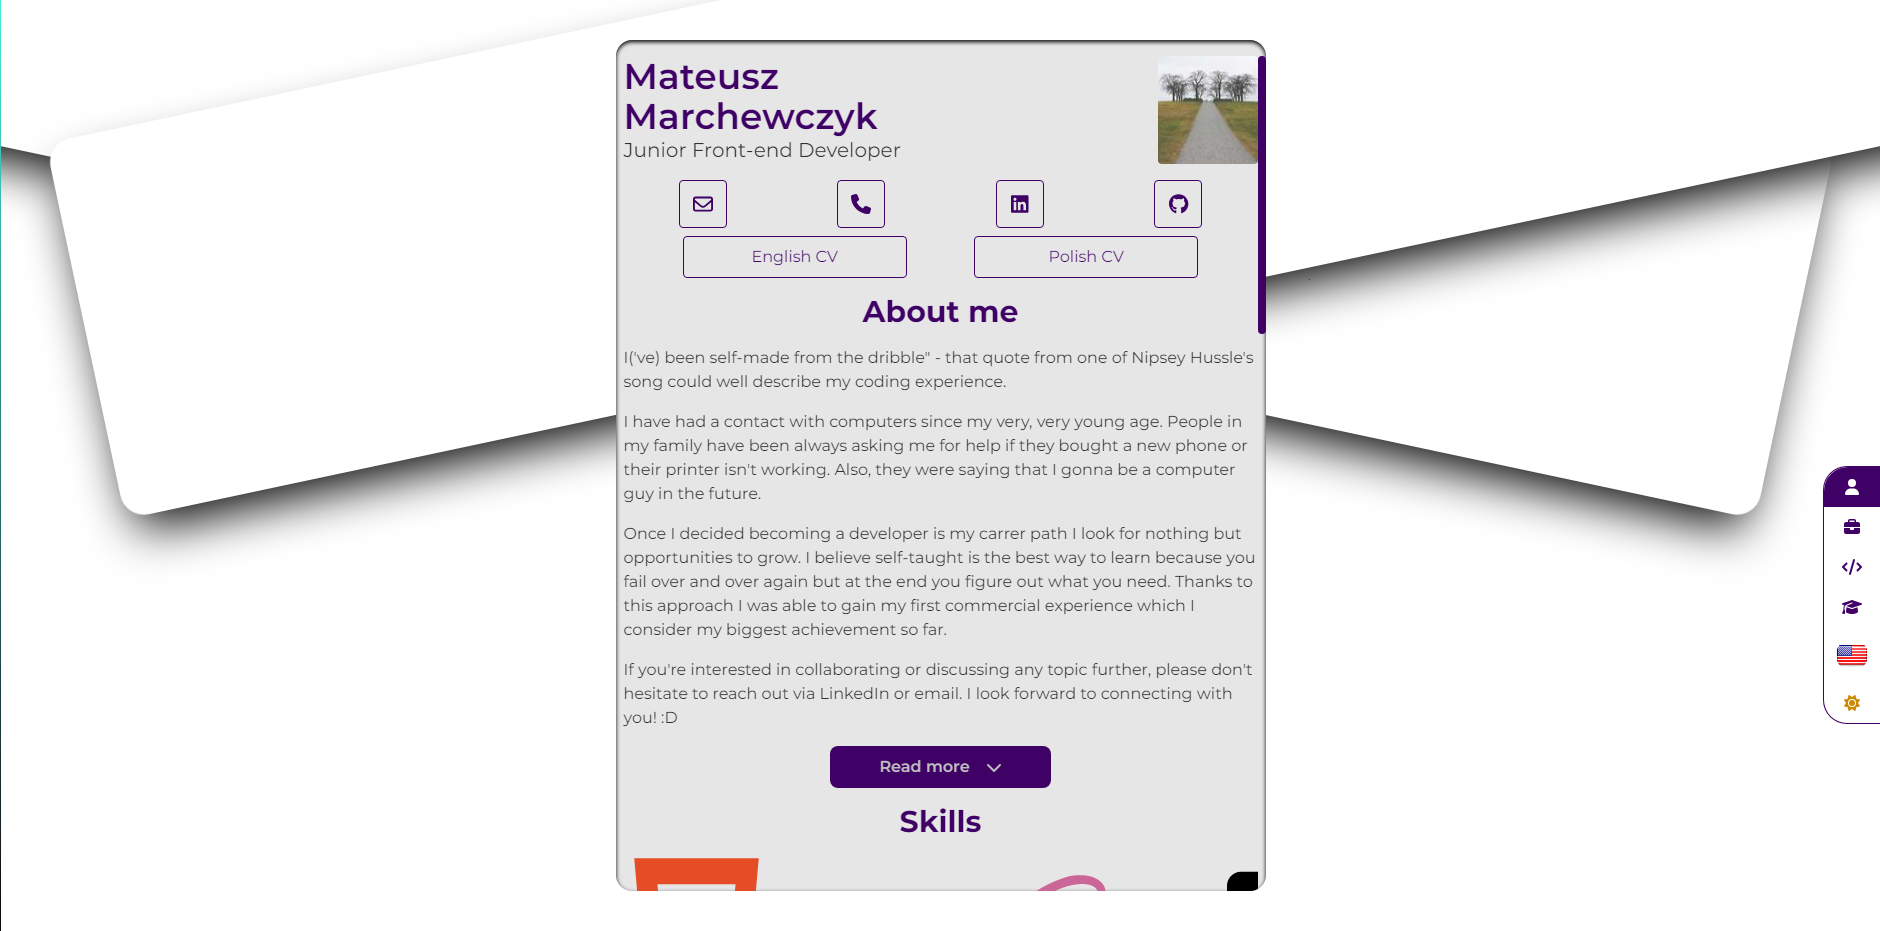 Mateusz
Marchewczyk
Junior Front-end Developer
English CV
Polish CV
About me
I('ve) been self-made from the dribble" - that quote from one of Nipsey Hussle's
song could well describe my coding experience.
I have had a contact with computers since my very, very young age. People in
my family have been always asking me for help if they bought a new phone or
their printer isn't working. Also, they were saying that I gonna be a computer
guy in the future.
Once I decided becoming a developer is my carrer path I look for nothing but
opportunities to grow. I believe self-taught is the best way to learn because you
fail over and over again but at the end you figure out what you need. Thanks to
this approach I was able to gain my first commercial experience which I
consider my biggest achievement so far.
If you're interested in collaborating or discussing any topic further, please don't
hesitate to reach out via LinkedIn or email. I look forward to connecting with
you! :D
Read more
Skills